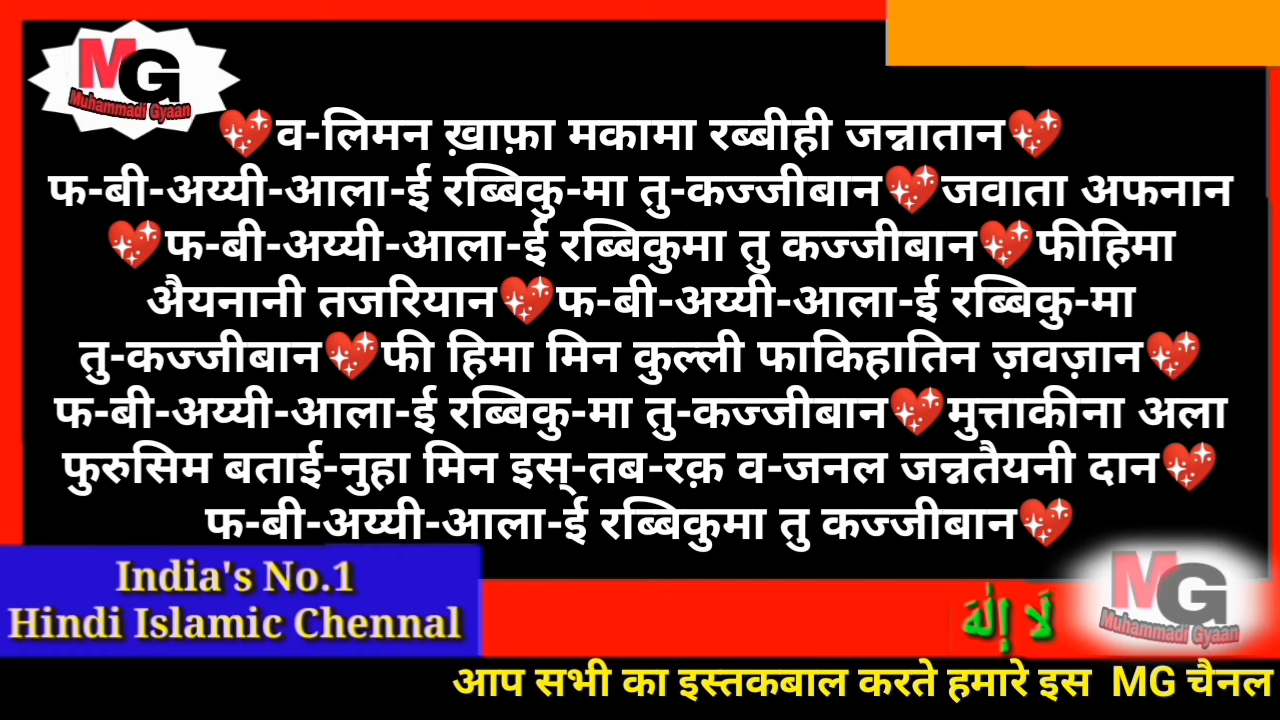 MG
Muhammadi Gyaan
💖व-लिमन ख़ाफ़ा मकामा रब्बीही जन्नातान💖
फ-बी-अय्यी-आला-ई रब्बिकु-मा तु-कज्जीबान💖जवाता अफनान
💖फ-बी-अय्यी-आला-ई रब्बिकुमा तु कज्जीबान💖फीहिमा
अैयनानी तजरियान💖फ-बी-अय्यी-आला-ई रब्बिकु-मा
तु-कज्जीबान💖फी हिमा मिन कुल्ली फाकिहातिन ज़वज़ान💖
फ-बी-अय्यी-आला-ई रब्बिकु-मा तु-कज्जीबान💖मुत्ताकीना अला
फुरुसिम बताई-नुहा मिन इस्-तब-रक़ व-जनल जन्नतैयनी दान💖
फ-बी-अय्यी-आला-ई रब्बिकुमा तु कज्जीबान💖
India's No.1
Hindi Islamic Chennal
لَا إِلٰهَ
MG
Muhammadi Gyaan
आप सभी का इस्तकबाल करते हमारे इस MG चैनल